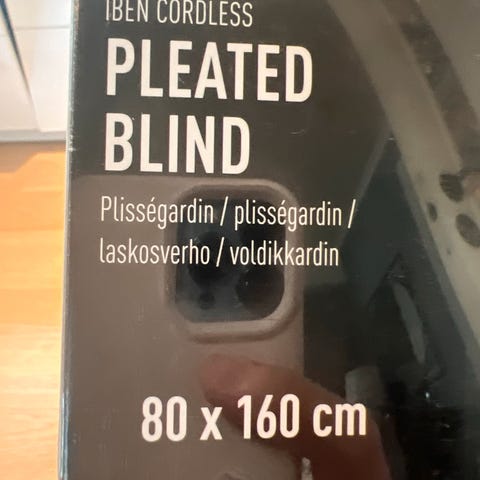 IBEN CORDLESS
PLEATED
BLIND
Plisségardin / plisségardin /
laskosverho / voldikkardin
80 x 160 cm